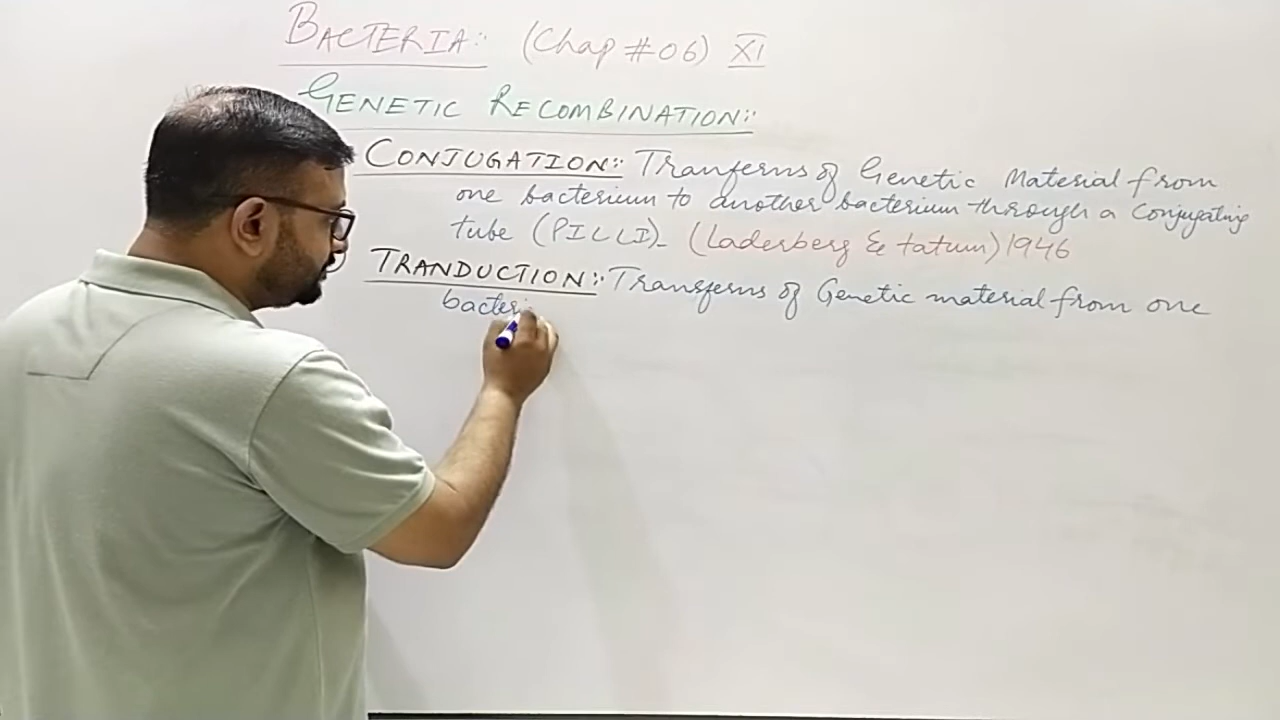 BACTERIA:: (Chap # 06) XI
GENETIC RECOMBINATION::
CONJUGATION:: Tranferns of Genetic Material from
one bacterium to another bacterium through a Conjugating
tube (PILLI)_ (Laderberg & tatum) 1946
TRANDUCTION:: Transferns of Genetic material from one
bacteri